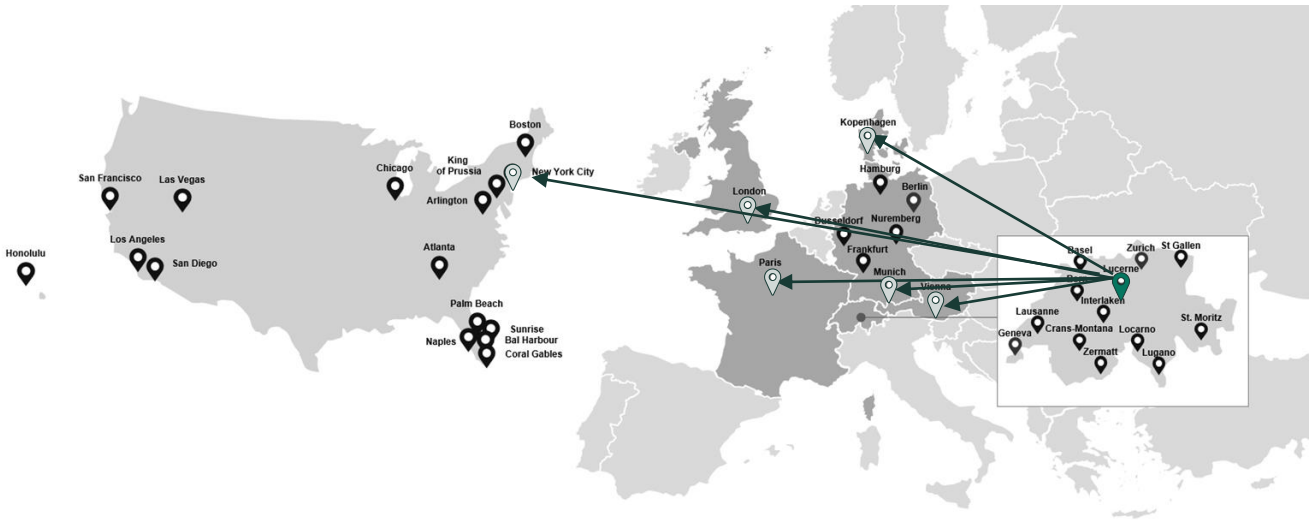 Boston
King
of Prussia
New York City
Chicago
Arlington
San Francisco
Las Vegas
Los Angeles
San Diego
Honolulu
Atlanta
Palm Beach
Sunrise
Naples
Bal Harbour
Coral Gables
Kopenhagen
Hamburg
Berlin
London
Dusseldorf
Nuremberg
Frankfurt
Paris
Munich
Vienna
Basel
Zurich
St Gallen
Lucerne
Interlaken
Lausanne
Crans-Montana
Locarno
St. Moritz
Geneva
Zermatt
Lugano